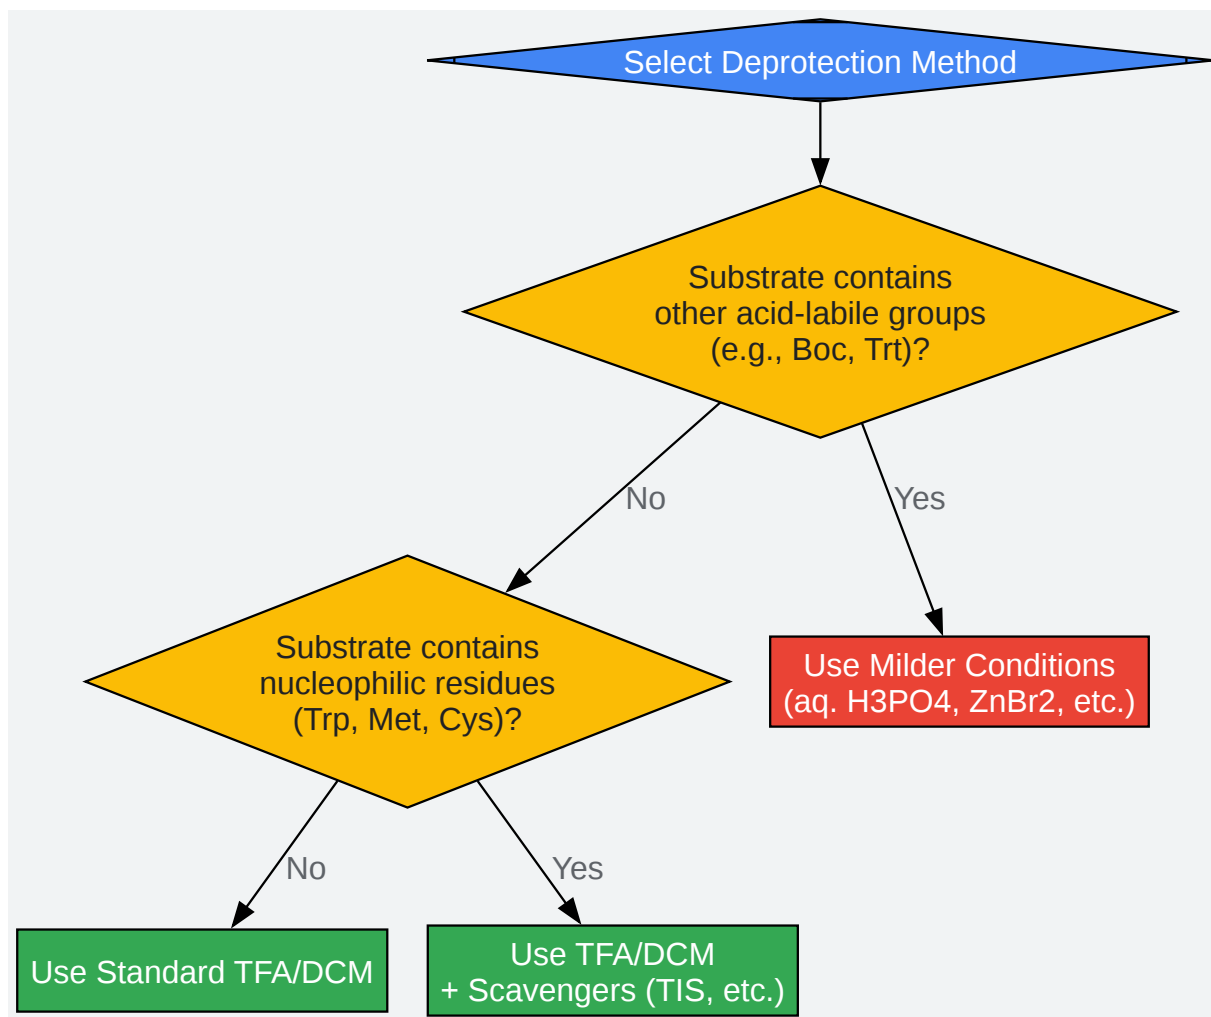 Select Deprotection Method
Substrate contains
other acid-labile groups
(e.g., Boc, Trt)?
No
Yes
Substrate contains
nucleophilic residues
(Trp, Met, Cys)?
Use Milder Conditions
(aq. H3PO4, ZnBr2, etc.)
No
Yes
Use Standard TFA/DCM
Use TFA/DCM
+ Scavengers (TIS, etc.)